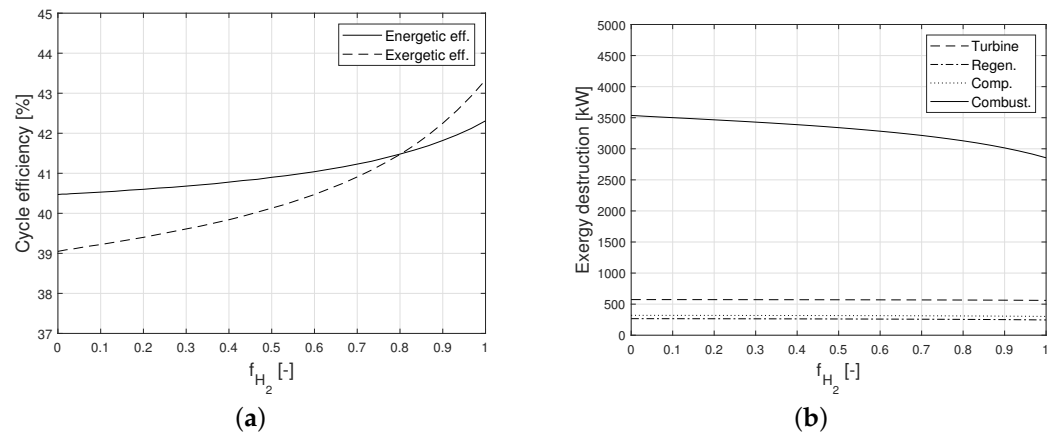 45
44
43
42
41
40
39
38
37
Cycle efficiency [%]
Energetic eff.
Exergetic eff.
0 0.1 0.2 0.3 0.4 0.5 0.6 0.7 0.8 0.9 1
f_H2 [-]
(a)
5000
4500
4000
3500
3000
2500
2000
1500
1000
500
0
Exergy destruction [kW]
Turbine
Regen.
Comp.
Combust.
0 0.1 0.2 0.3 0.4 0.5 0.6 0.7 0.8 0.9 1
f_H2 [-]
(b)